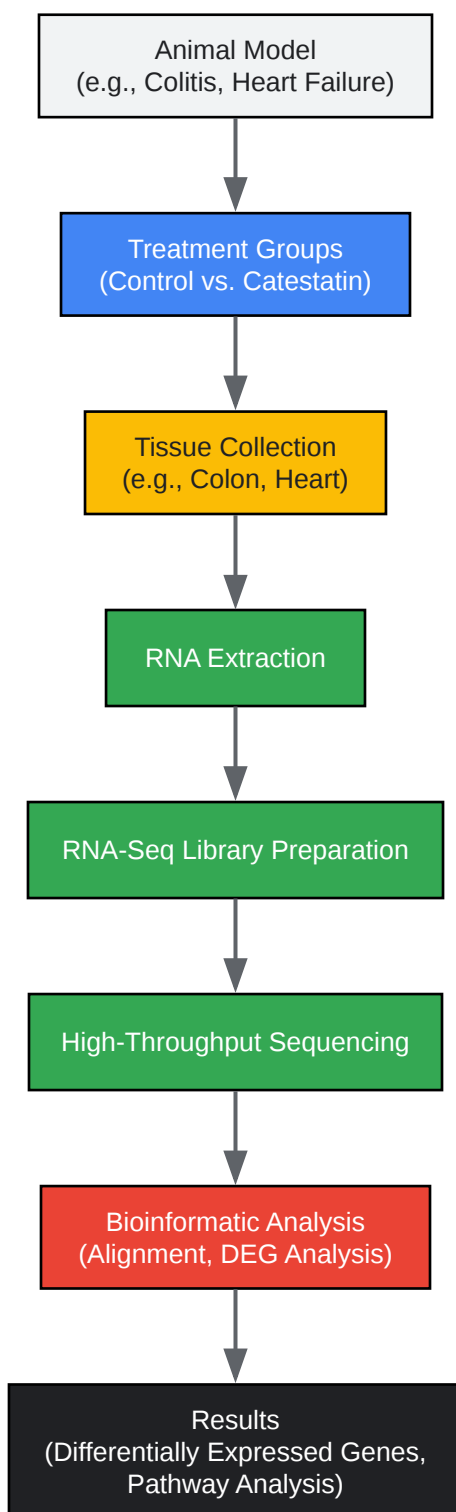 Animal Model
(e.g., Colitis, Heart Failure)
Treatment Groups
(Control vs. Catestatin)
Tissue Collection
(e.g., Colon, Heart)
RNA Extraction
RNA-Seq Library Preparation
High-Throughput Sequencing
Bioinformatic Analysis
(Alignment, DEG Analysis)
Results
(Differentially Expressed Genes,
Pathway Analysis)